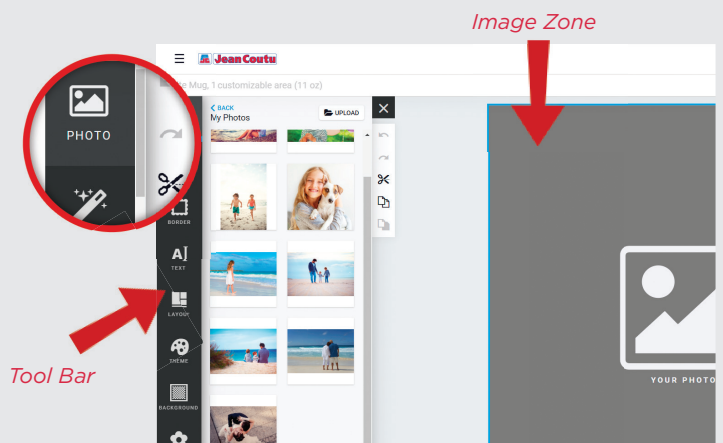 Image Zone
Jean Coutu
Mug, 1 customizable area (11 oz)
BACK
My Photos
UPLOAD
PHOTO
BORDER
TEXT
LAYOUT
THEME
BACKGROUND
Tool Bar
YOUR PHOTO